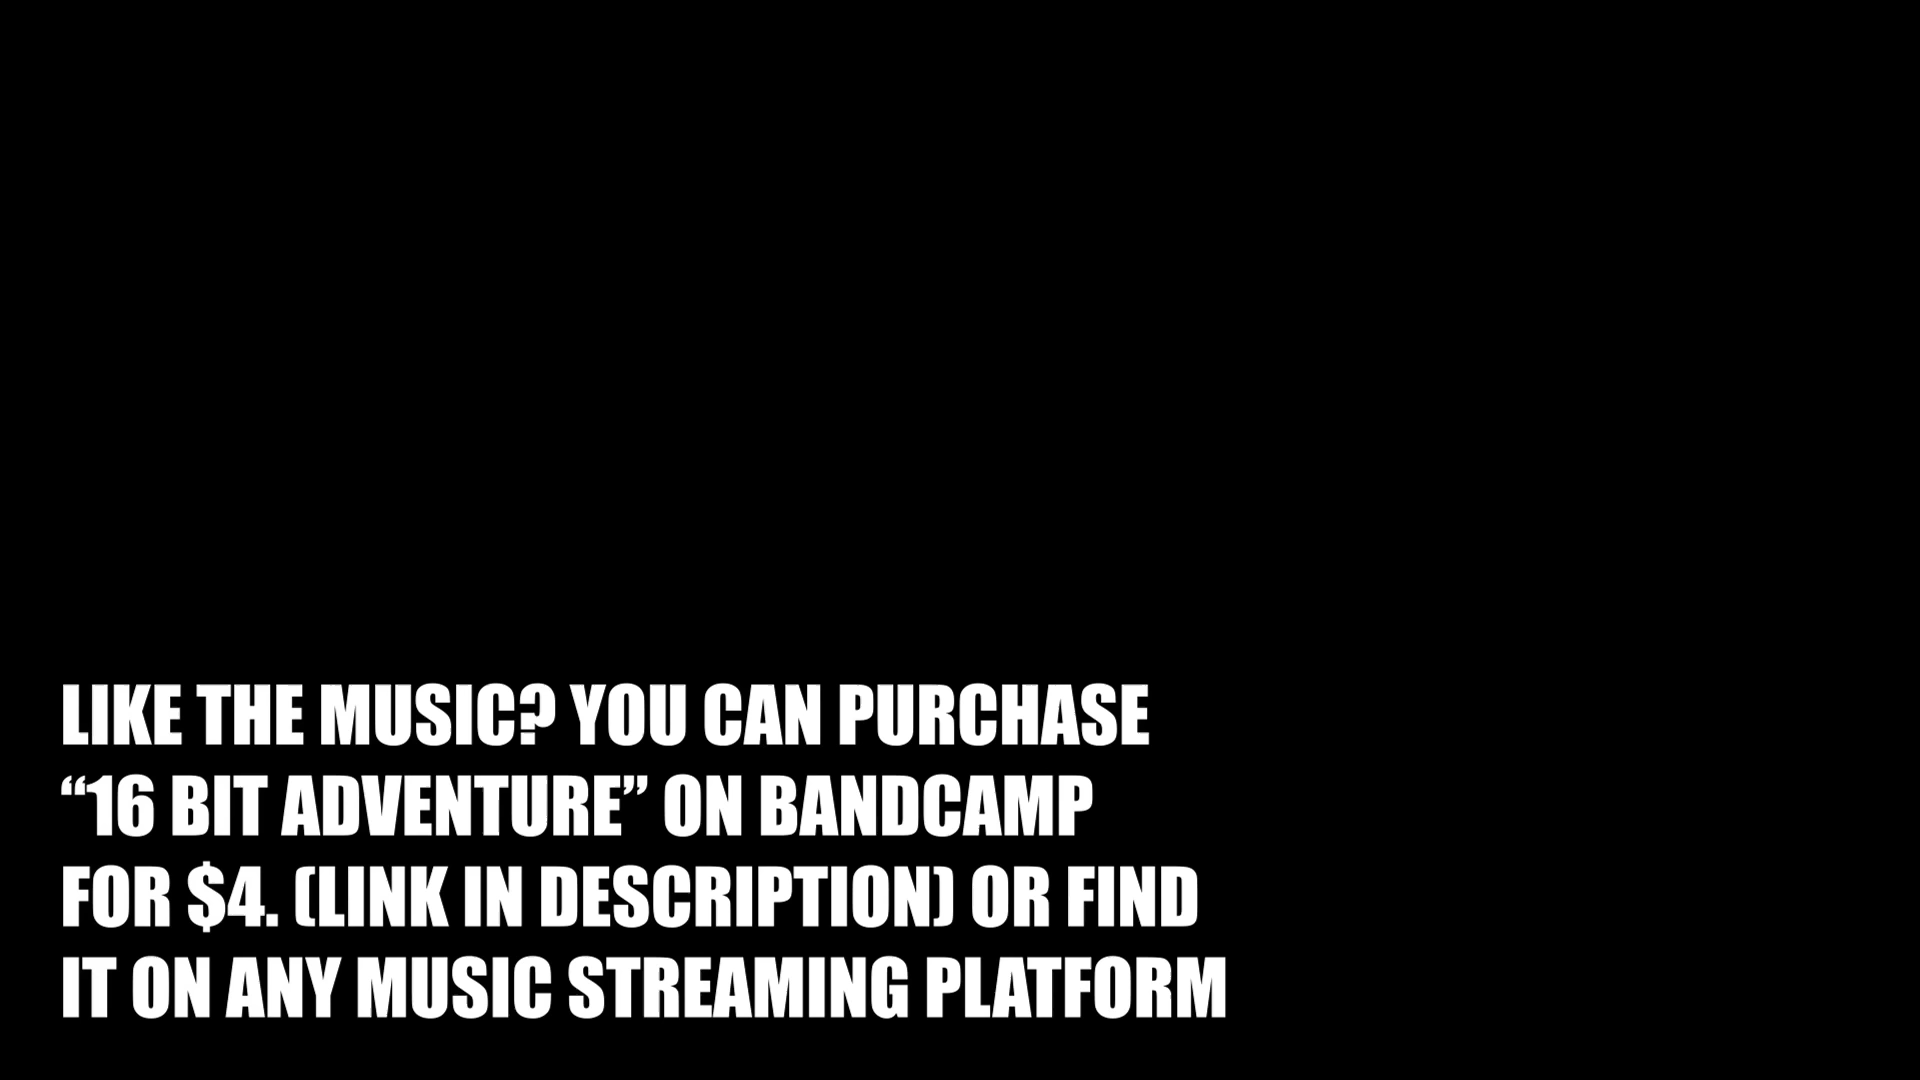 LIKE THE MUSIC? YOU CAN PURCHASE
“16 BIT ADVENTURE” ON BANDCAMP
FOR $4. (LINK IN DESCRIPTION) OR FIND
IT ON ANY MUSIC STREAMING PLATFORM